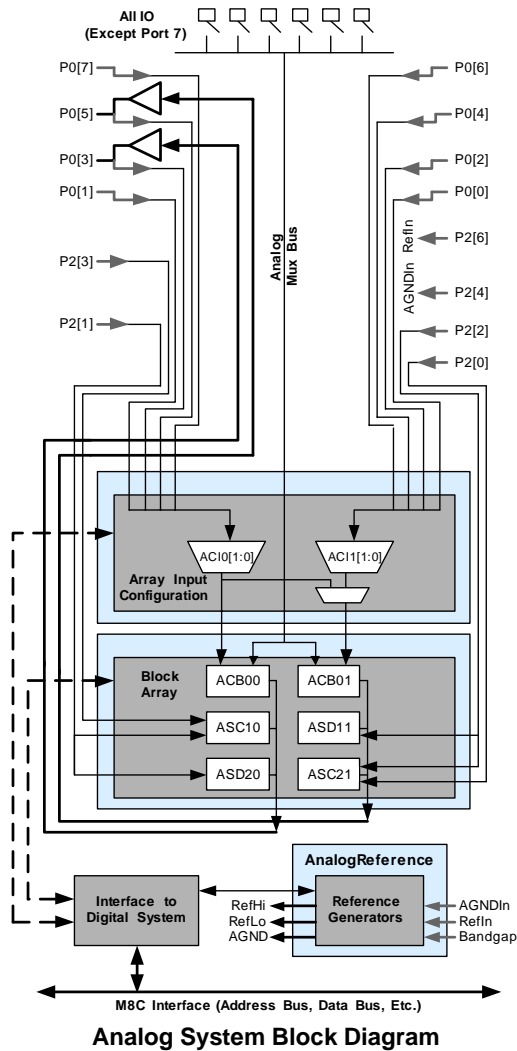 All IO
(Except Port 7)
P0[7]
P0[6]
P0[5]
P0[4]
P0[3]
P0[2]
P0[1]
P0[0]
P2[6]
P2[3]
P2[4]
P2[1]
P2[2]
P2[0]
AGNDIn RefIn
Analog
Mux Bus
ACI0[1:0]
ACI1[1:0]
Array Input
Configuration
Block
Array
ACB00
ACB01
ASC10
ASD11
ASD20
ASC21
AnalogReference
Interface to
Digital System
RefHi
RefLo
AGND
Reference
Generators
AGNDIn
RefIn
Bandgap
M8C Interface (Address Bus, Data Bus, Etc.)
Analog System Block Diagram